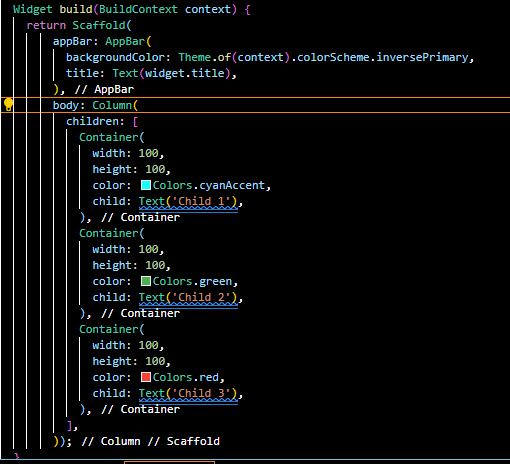 Widget build(BuildContext context) {
return Scaffold(
appBar: AppBar(
backgroundColor: Theme.of(context).colorScheme.inversePrimary,
title: Text(widget.title),
), // AppBar
body: Column(
children: [
Container(
width: 100,
height: 100,
color: Colors.cyanAccent,
child: Text('Child 1'),
), // Container
Container(
width: 100,
height: 100,
color: Colors.green,
child: Text('Child 2'),
), // Container
Container(
width: 100,
height: 100,
color: Colors.red,
child: Text('Child 3'),
), // Container
],
)); // Column // Scaffold
}